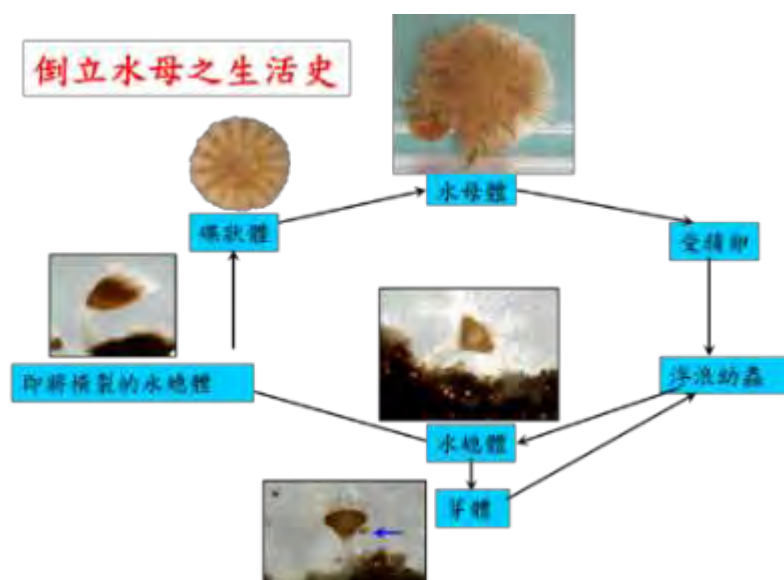 倒立水母之生活史
水母體
碟狀體
受精卵
即將橫裂的水螅體
浮浪幼蟲
水螅體
芽體